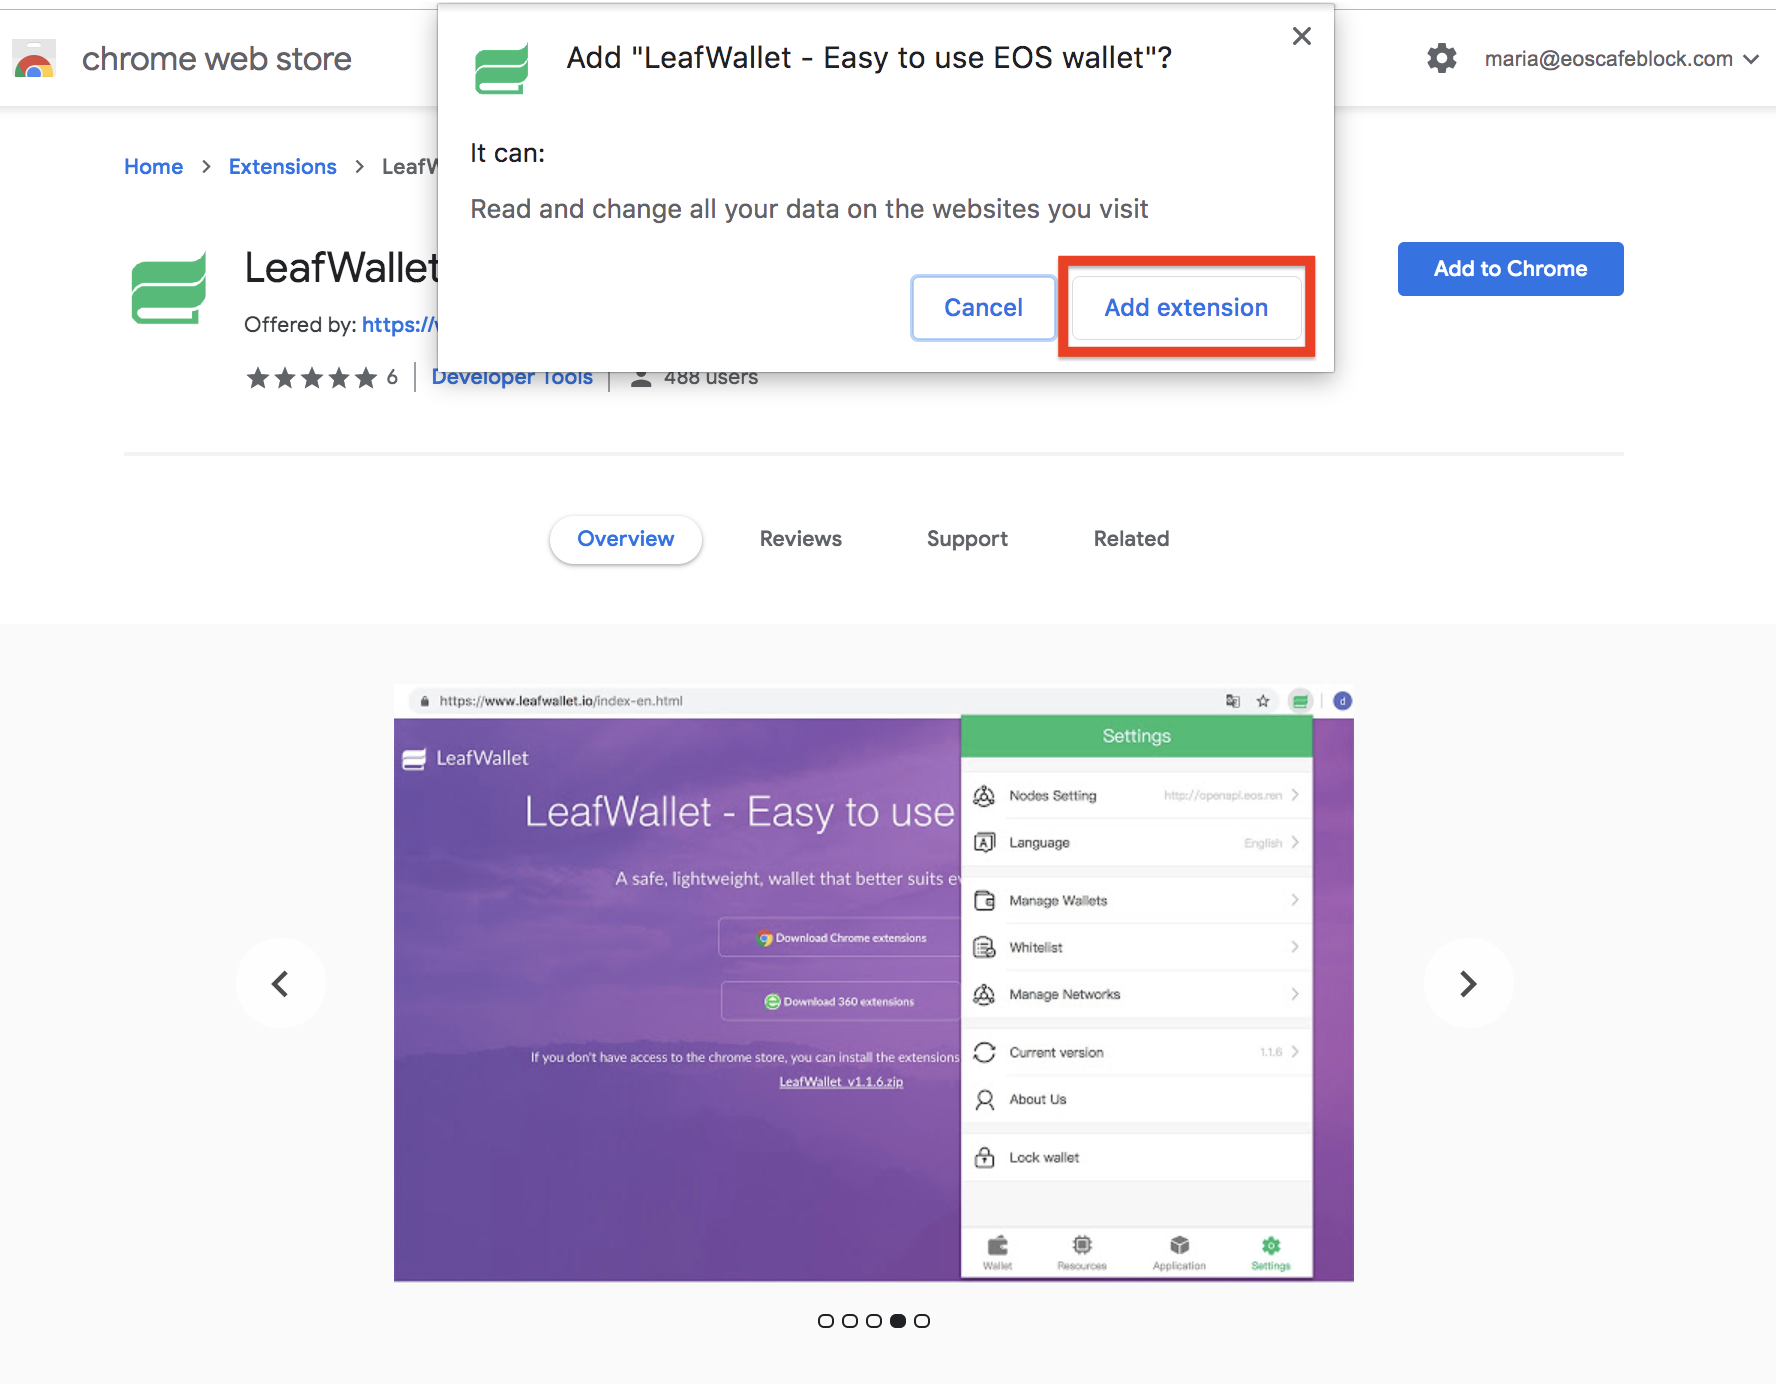 chrome web store
Add "LeafWallet - Easy to use EOS wallet"?
maria@eoscafeblock.com
It can:
Read and change all your data on the websites you visit
Cancel
Add extension
Home
Extensions
LeafW
LeafWallet
Offered by: https://w
Add to Chrome
6
Developer Tools
488 users
Overview
Reviews
Support
Related
https://www.leafwallet.io/index-en.html
d
LeafWallet
LeafWallet - Easy to use
A safe, lightweight, wallet that better suits ev
Download Chrome extensions
Download 360 extensions
If you don't have access to the chrome store, you can install the extensions
LeafWallet_v1.1.6.zip
Settings
Nodes Setting
http://openapi.eos.ren
Language
English
Manage Wallets
Whitelist
Manage Networks
Current version
1.1.6
About Us
Lock wallet
Wallet
Resources
Application
Settings